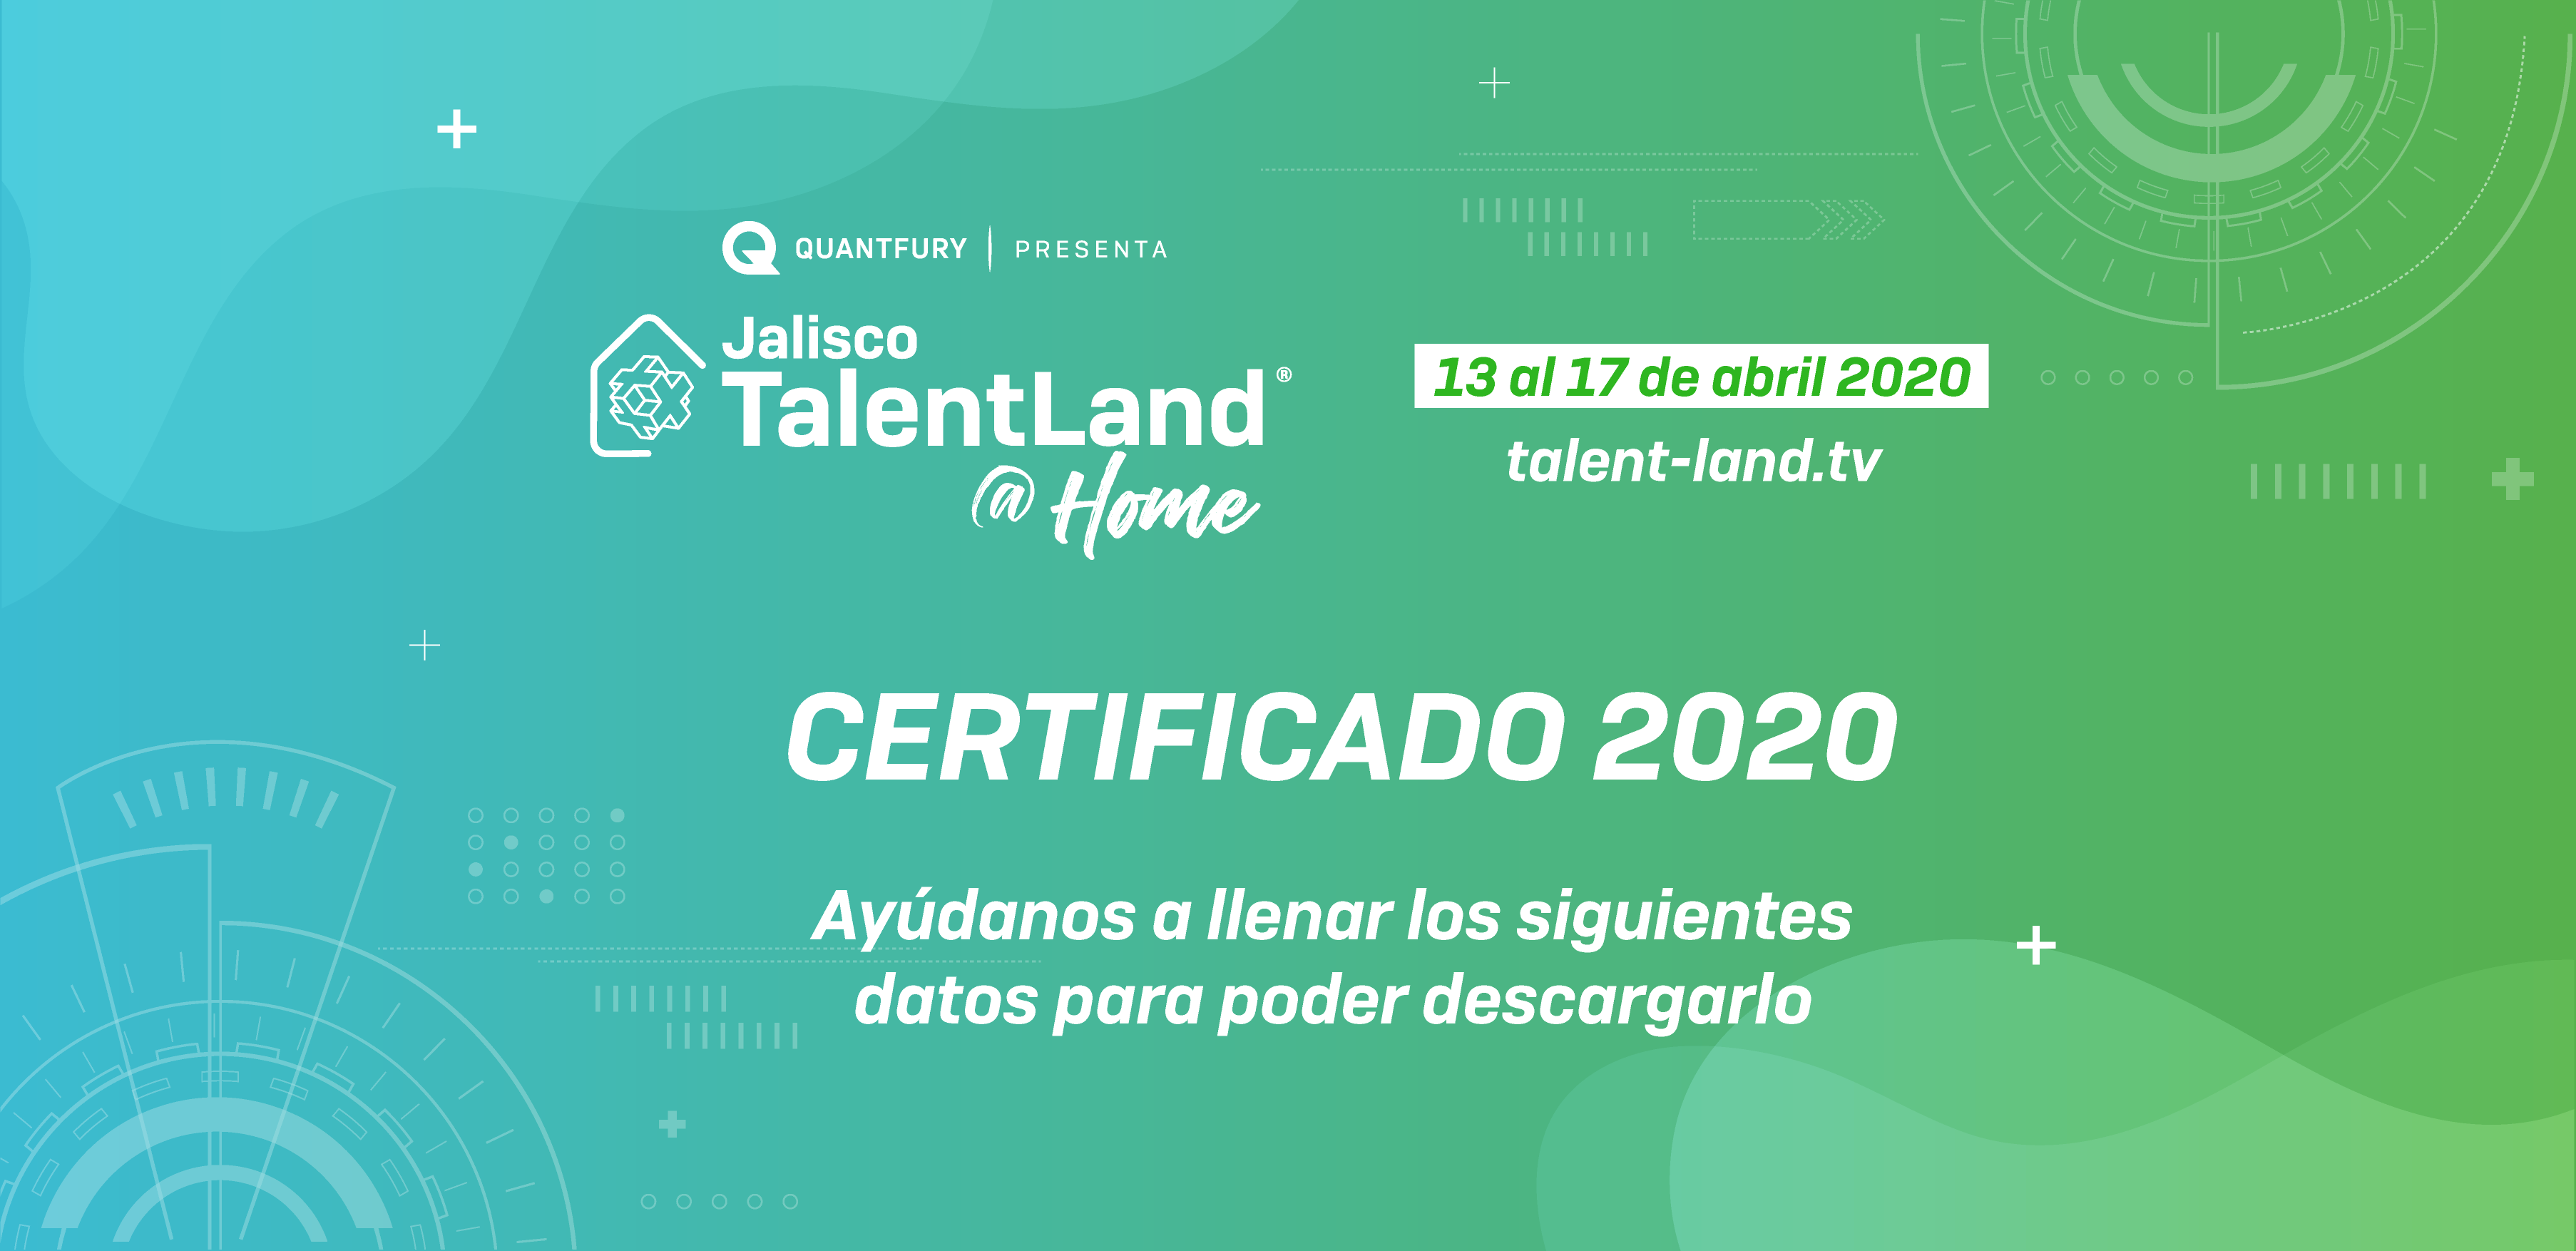 QUANTFURY | PRESENTA
Jalisco
TalentLand®
@ Home
13 al 17 de abril 2020
talent-land.tv
CERTIFICADO 2020
Ayúdanos a llenar los siguientes
datos para poder descargarlo